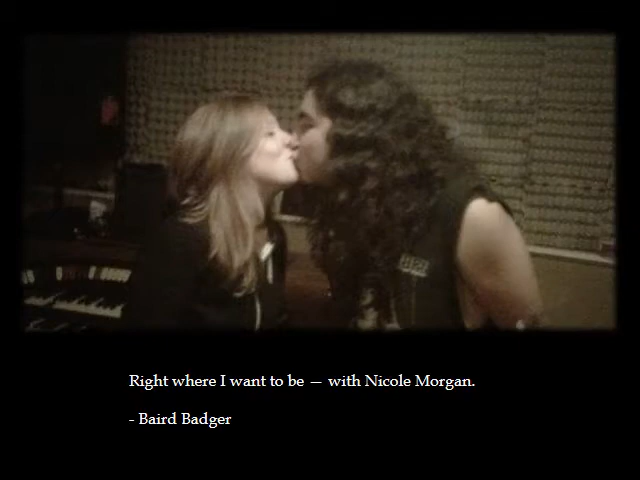 Right where I want to be — with Nicole Morgan.
- Baird Badger